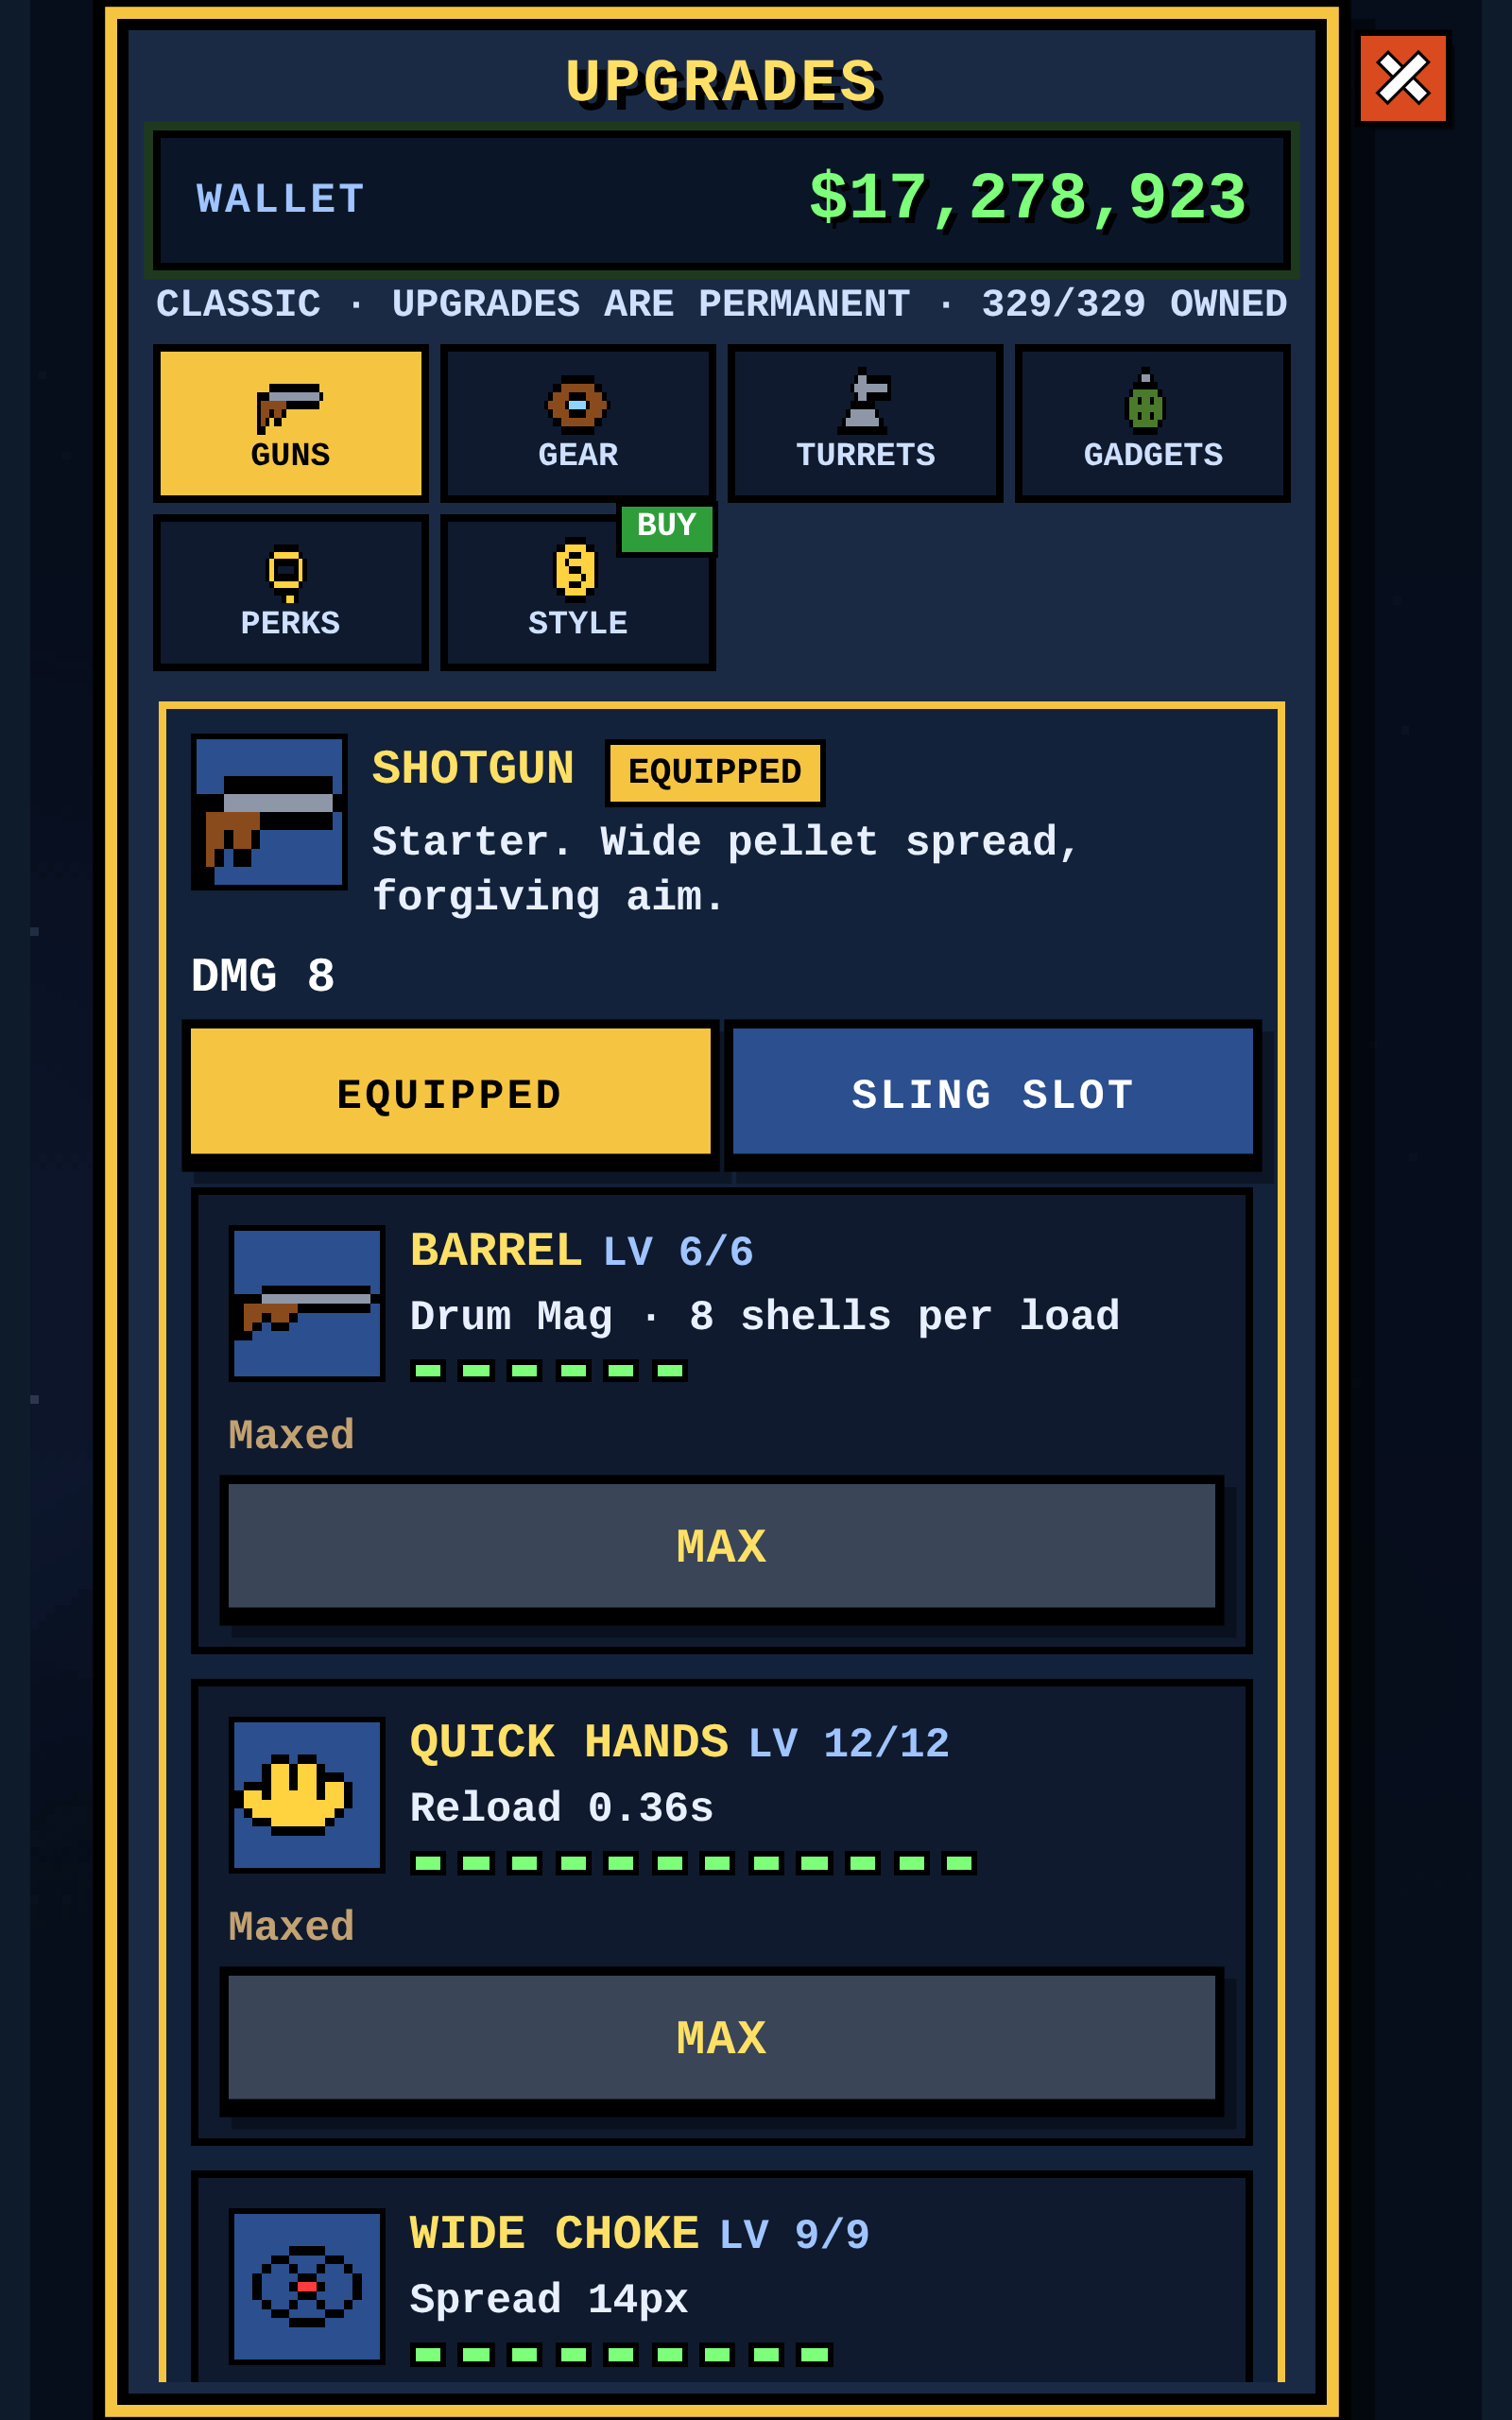 UPGRADES
WALLET $17,278,923
CLASSIC · UPGRADES ARE PERMANENT · 329/329 OWNED
GUNS GEAR TURRETS GADGETS
BUY
PERKS STYLE
SHOTGUN EQUIPPED
Starter. Wide pellet spread,
forgiving aim.
DMG 8
EQUIPPED SLING SLOT
BARREL LV 6/6
Drum Mag · 8 shells per load
Maxed
MAX
QUICK HANDS LV 12/12
Reload 0.36s
Maxed
MAX
WIDE CHOKE LV 9/9
Spread 14px